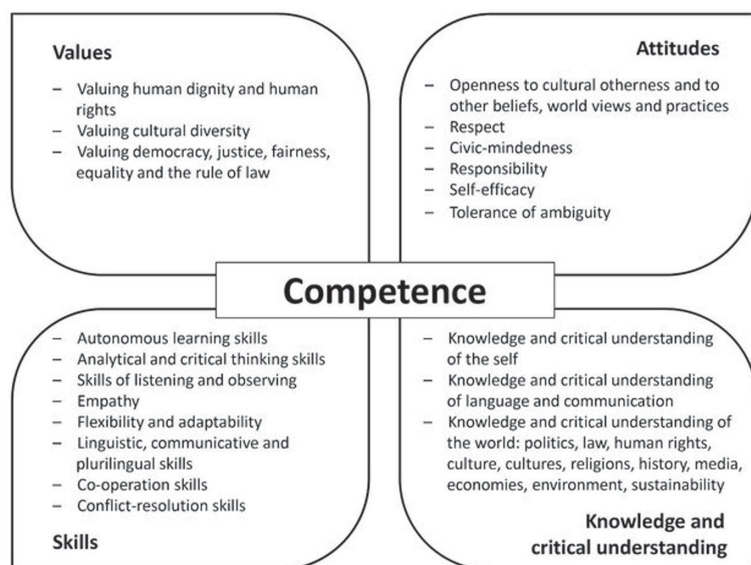 Values
– Valuing human dignity and human
rights
– Valuing cultural diversity
– Valuing democracy, justice, fairness,
equality and the rule of law
Attitudes
– Openness to cultural otherness and to
other beliefs, world views and practices
– Respect
– Civic-mindedness
– Responsibility
– Self-efficacy
– Tolerance of ambiguity
Competence
– Autonomous learning skills
– Analytical and critical thinking skills
– Skills of listening and observing
– Empathy
– Flexibility and adaptability
– Linguistic, communicative and
plurilingual skills
– Co-operation skills
– Conflict-resolution skills
Skills
– Knowledge and critical understanding
of the self
– Knowledge and critical understanding
of language and communication
– Knowledge and critical understanding of
the world: politics, law, human rights,
culture, cultures, religions, history, media,
economies, environment, sustainability
Knowledge and
critical understanding